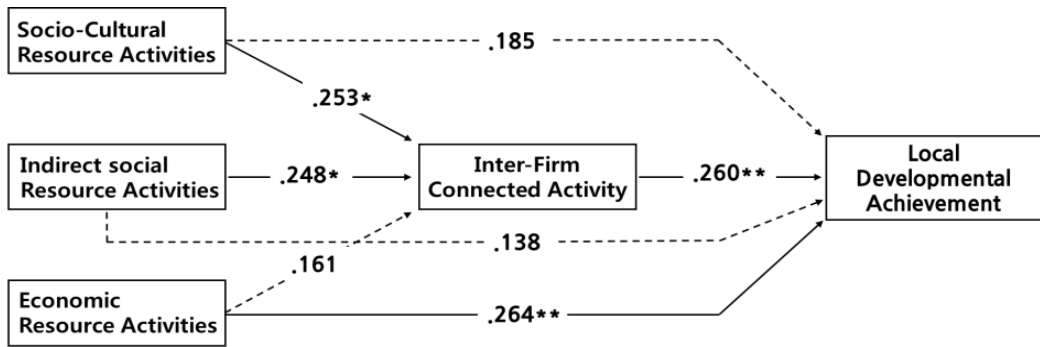 Socio-Cultural
Resource Activities
.185
.253*
Indirect social
Resource Activities
.248*
Inter-Firm
Connected Activity
.260**
Local
Developmental
Achievement
.138
.161
Economic
Resource Activities
.264**